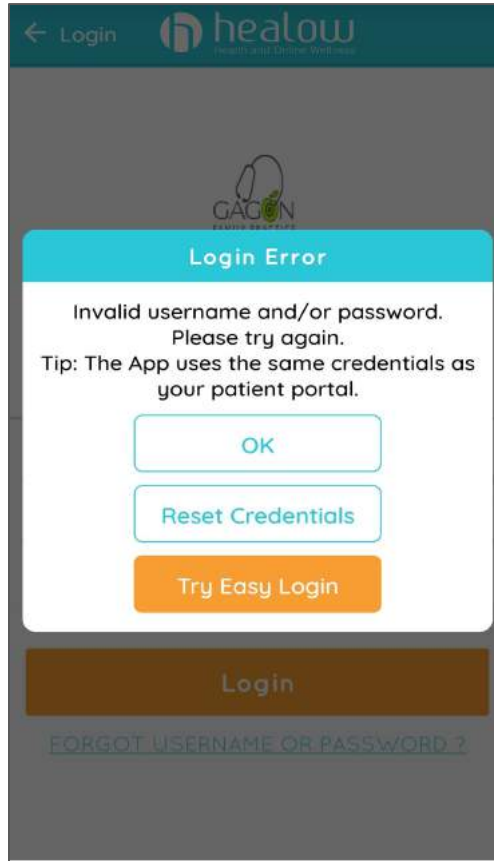 ← Login
healow
Health and Online Wellness
GAGON
FAMILY PRACTICE
Login Error
Invalid username and/or password.
Please try again.
Tip: The App uses the same credentials as
your patient portal.
OK
Reset Credentials
Try Easy Login
Login
FORGOT USERNAME OR PASSWORD ?